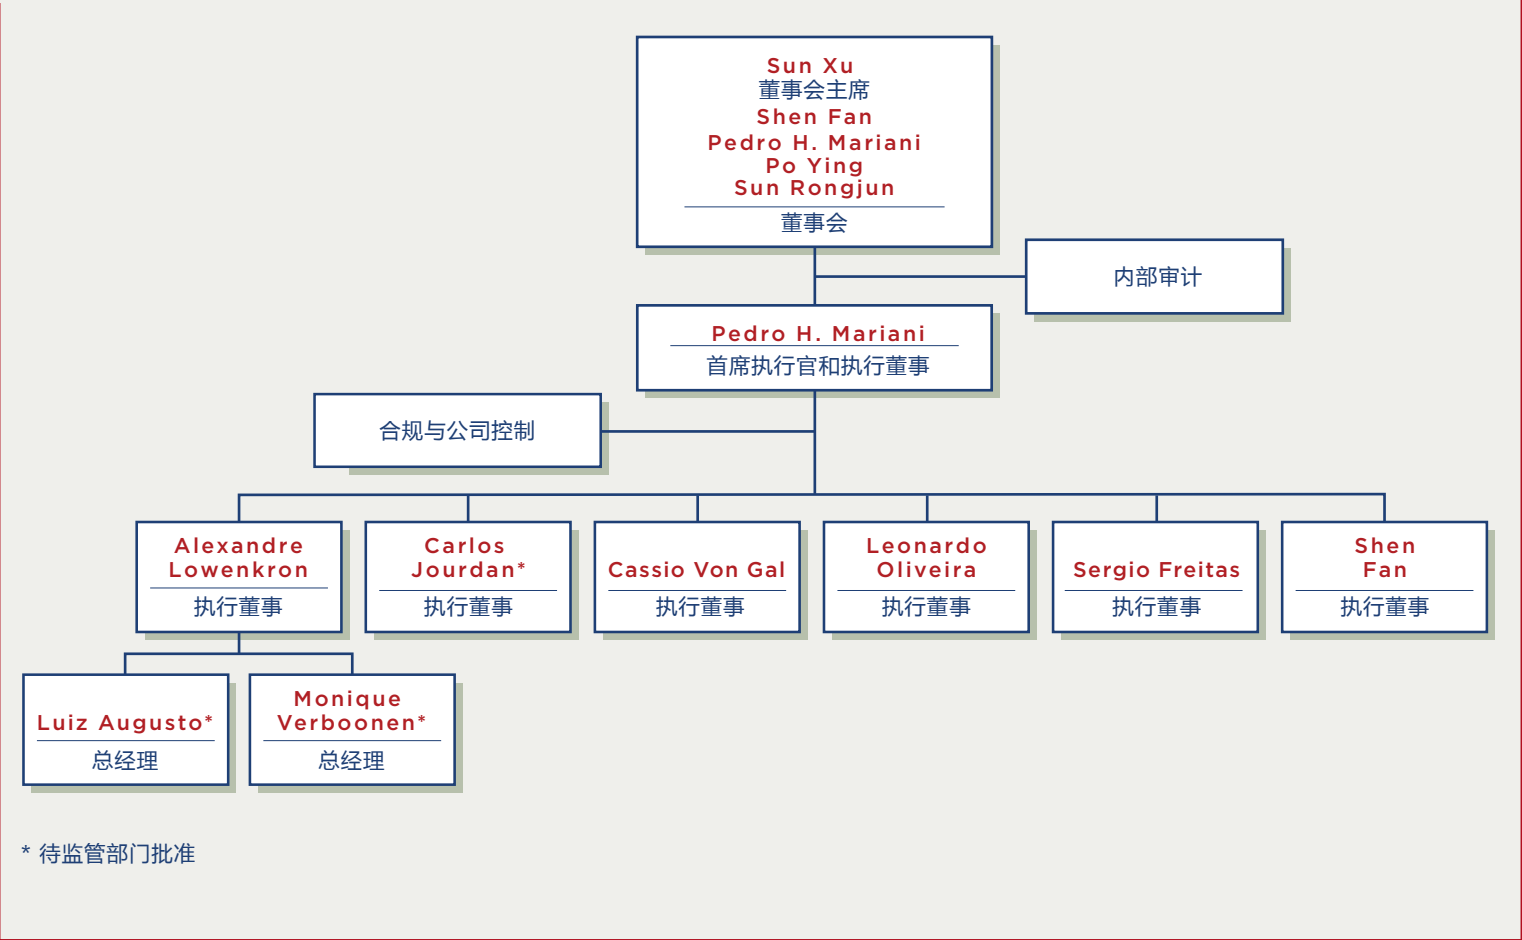 Sun Xu
董事会主席
Shen Fan
Pedro H. Mariani
Po Ying
Sun Rongjun
董事会
内部审计
Pedro H. Mariani
首席执行官和执行董事
合规与公司控制
Alexandre
Lowenkron
执行董事
Carlos
Jourdan*
执行董事
Cassio Von Gal
执行董事
Leonardo
Oliveira
执行董事
Sergio Freitas
执行董事
Shen
Fan
执行董事
Luiz Augusto*
总经理
Monique
Verboonen*
总经理
* 待监管部门批准